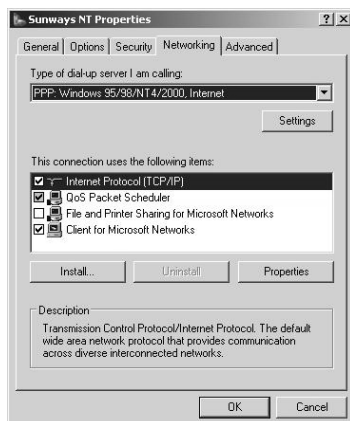 Sunways NT Properties
General Options Security Networking Advanced
Type of dial-up server I am calling:
PPP: Windows 95/98/NT4/2000, Internet
Settings
This connection uses the following items:
Internet Protocol (TCP/IP)
QoS Packet Scheduler
File and Printer Sharing for Microsoft Networks
Client for Microsoft Networks
Install... Uninstall Properties
Description
Transmission Control Protocol/Internet Protocol. The default
wide area network protocol that provides communication
across diverse interconnected networks.
OK Cancel